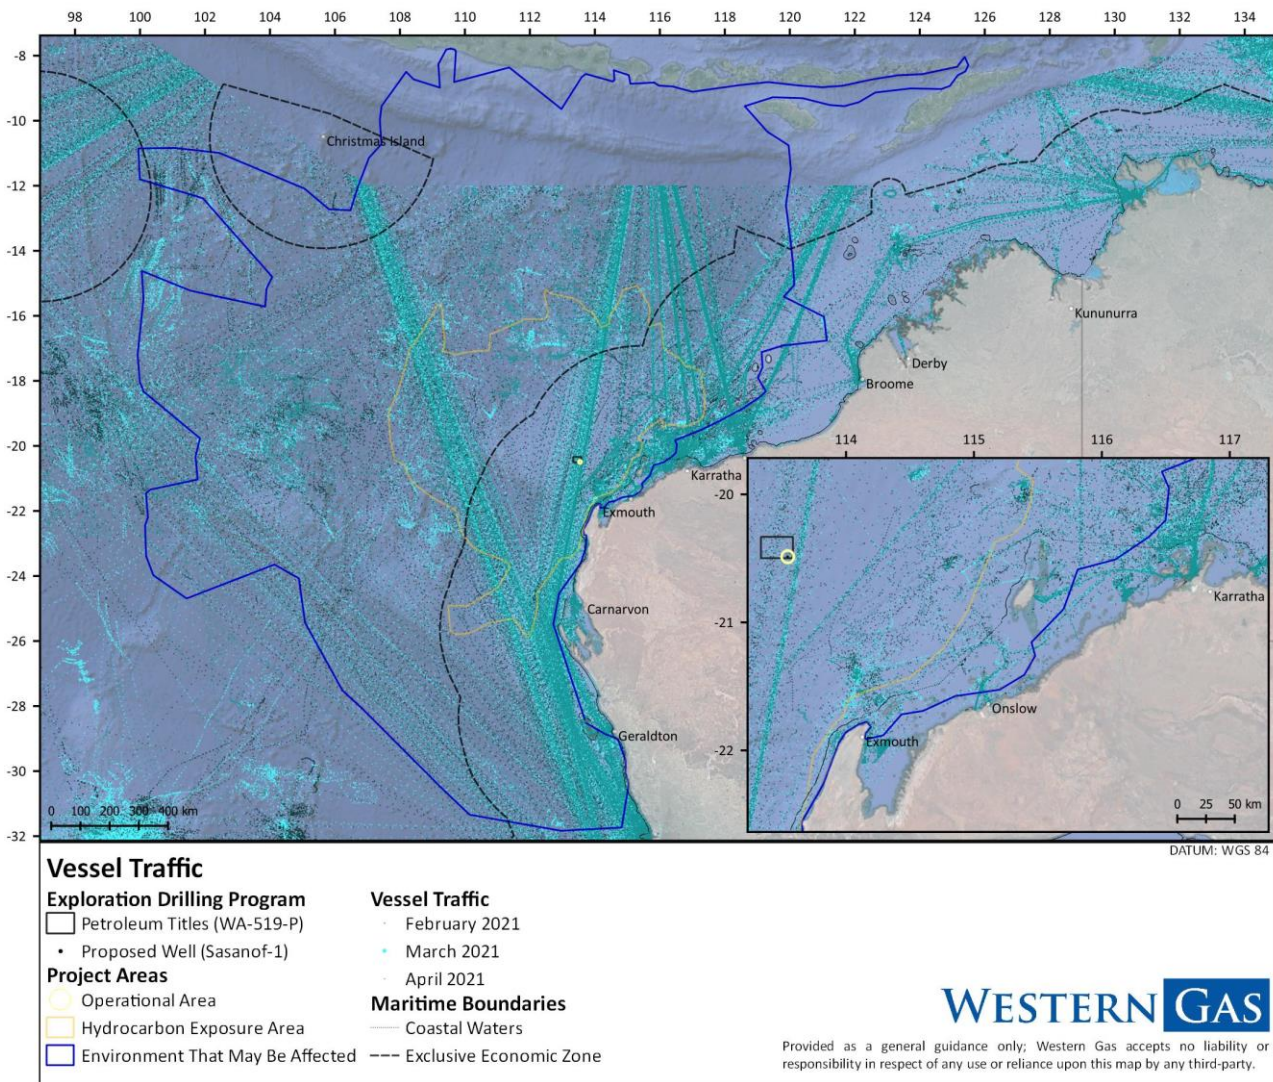 98 100 102 104 106 108 110 112 114 116 118 120 122 124 126 128 130 132 134
-8
-10
Christmas Island
-12
-14
-16
Kununurra
Derby
-18
Broome
-20
Karratha
-22
Exmouth
-24
Carnarvon
-26
-28
Geraldton
-30
0 100 200 300 400 km
-32
114 115 116 117
-20
Karratha
-21
Onslow
-22
Exmouth
0 25 50 km
DATUM: WGS 84
Vessel Traffic
Exploration Drilling Program
Petroleum Titles (WA-519-P)
Proposed Well (Sasanof-1)
Project Areas
Operational Area
Hydrocarbon Exposure Area
Environment That May Be Affected
Vessel Traffic
February 2021
March 2021
April 2021
Maritime Boundaries
Coastal Waters
Exclusive Economic Zone
WESTERN GAS
Provided as a general guidance only; Western Gas accepts no liability or
responsibility in respect of any use or reliance upon this map by any third-party.